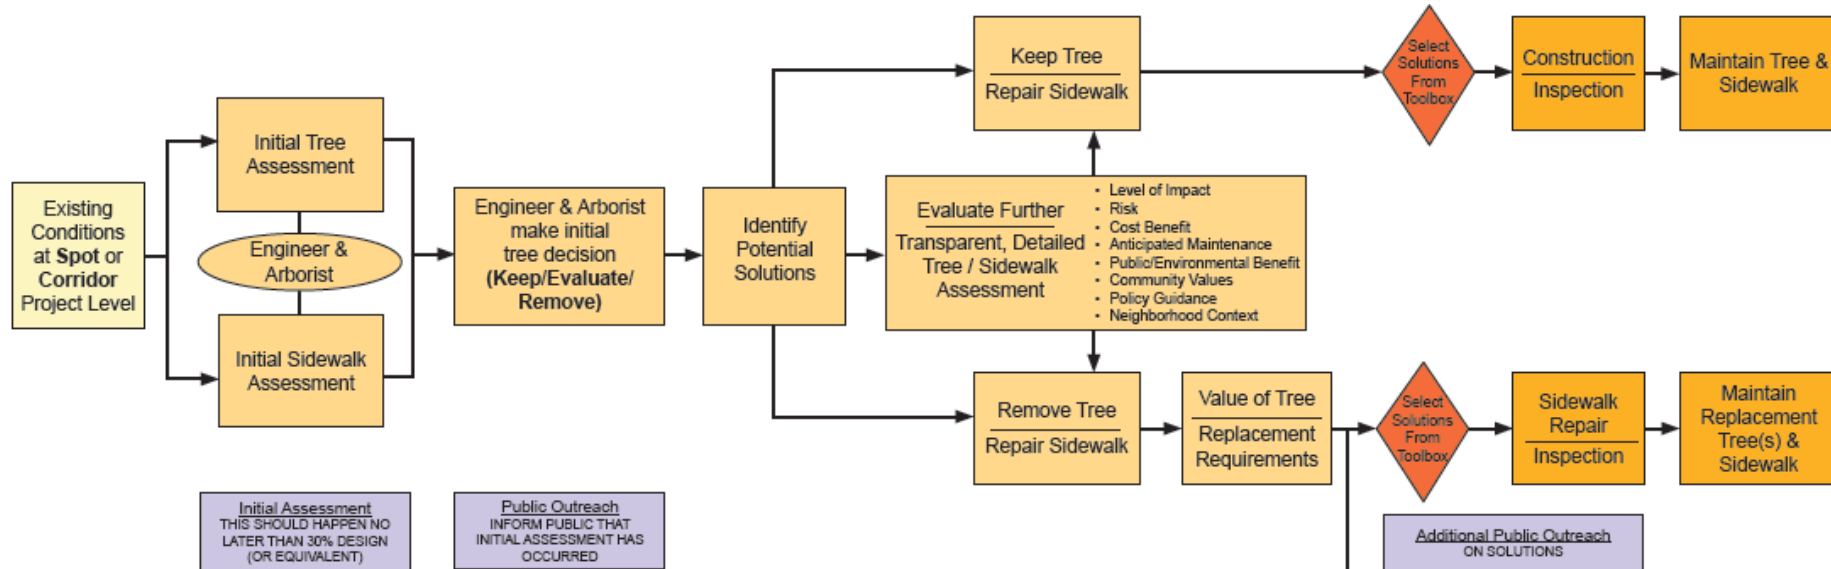 Existing
Conditions
at Spot or
Corridor
Project Level
Initial Tree
Assessment
Engineer &
Arborist
Initial Sidewalk
Assessment
Engineer & Arborist
make initial
tree decision
(Keep/Evaluate/
Remove)
Identify
Potential
Solutions
Keep Tree
Repair Sidewalk
Evaluate Further
Transparent, Detailed
Tree / Sidewalk
Assessment
• Level of Impact
• Risk
• Cost Benefit
• Anticipated Maintenance
• Public/Environmental Benefit
• Community Values
• Policy Guidance
• Neighborhood Context
Remove Tree
Repair Sidewalk
Value of Tree
Replacement
Requirements
Select
Solutions
From
Toolbox
Construction
Inspection
Maintain Tree &
Sidewalk
Select
Solutions
From
Toolbox
Sidewalk
Repair
Inspection
Maintain
Replacement
Tree(s) &
Sidewalk
Initial Assessment
THIS SHOULD HAPPEN NO
LATER THAN 30% DESIGN
(OR EQUIVALENT)
Public Outreach
INFORM PUBLIC THAT
INITIAL ASSESSMENT HAS
OCCURRED
Additional Public Outreach
ON SOLUTIONS